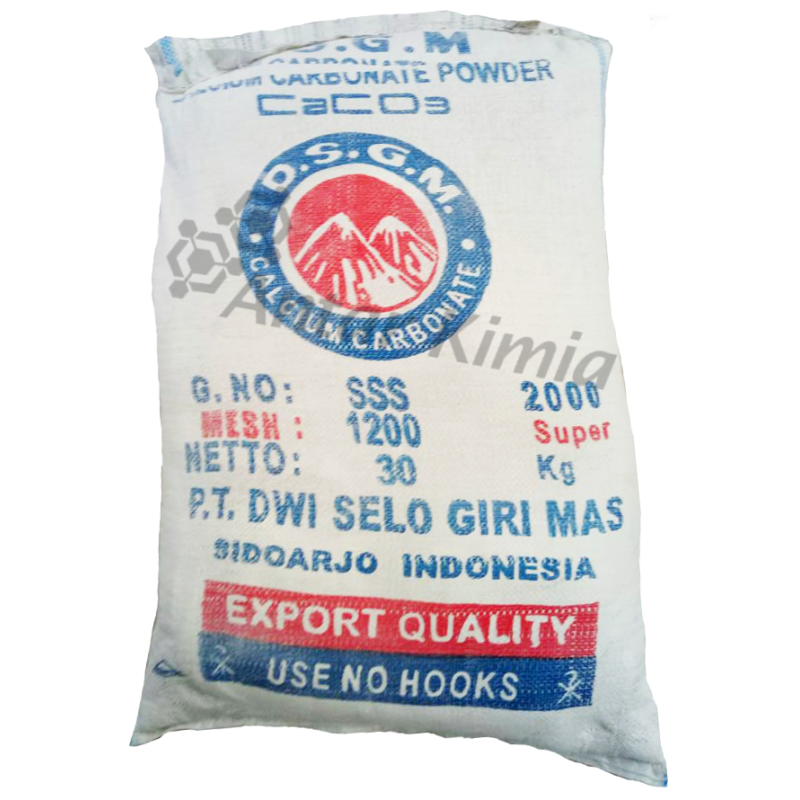 D.S.G.M
CALCIUM CARBONATE POWDER
CaCO3
D.S.G.M.
CALCIUM CARBONATE
G. NO: SSS 2000
MESH: 1200 Super
NETTO: 30 Kg
P.T. DWI SELO GIRI MAS
SIDOARJO INDONESIA
EXPORT QUALITY
USE NO HOOKS